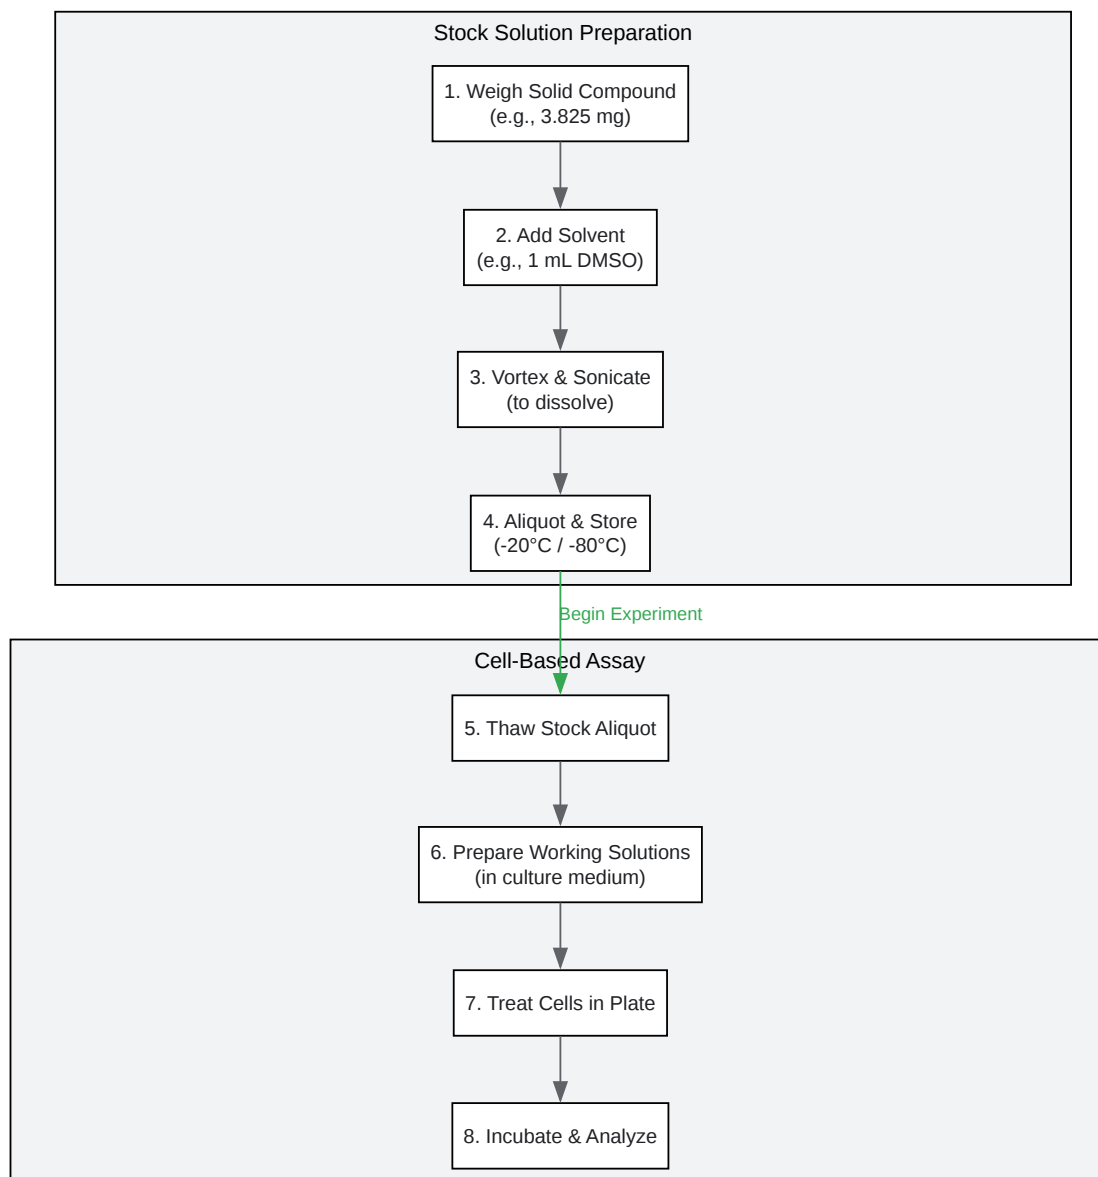 Stock Solution Preparation
1. Weigh Solid Compound
(e.g., 3.825 mg)
2. Add Solvent
(e.g., 1 mL DMSO)
3. Vortex & Sonicate
(to dissolve)
4. Aliquot & Store
(-20°C / -80°C)
Begin Experiment
Cell-Based Assay
5. Thaw Stock Aliquot
6. Prepare Working Solutions
(in culture medium)
7. Treat Cells in Plate
8. Incubate & Analyze